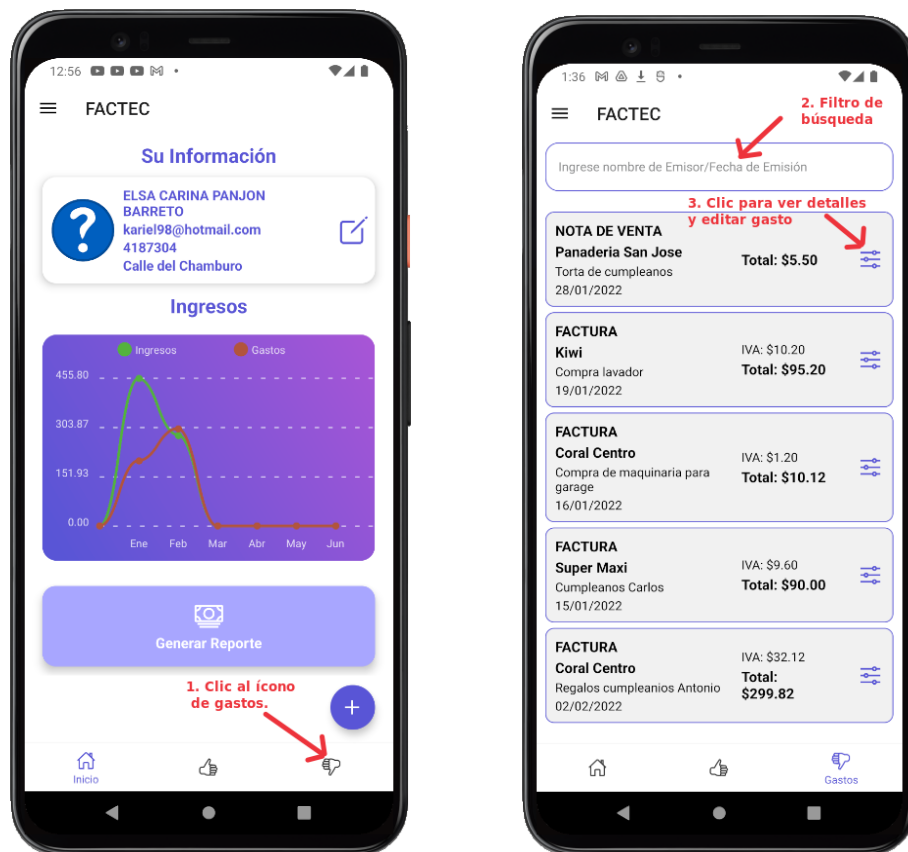 12:56
FACTEC
Su Información
ELSA CARINA PANJON
BARRETO
kariel98@hotmail.com
4187304
Calle del Chamburo
Ingresos
Ingresos
Gastos
455.80
303.87
151.93
0.00
Ene Feb Mar Abr May Jun
Generar Reporte
1. Clic al ícono
de gastos.
+
Inicio
1:36
FACTEC
2. Filtro de
búsqueda
Ingrese nombre de Emisor/Fecha de Emisión
3. Clic para ver detalles
y editar gasto
NOTA DE VENTA
Panaderia San Jose
Torta de cumpleanos
28/01/2022
Total: $5.50
FACTURA
Kiwi
Compra lavador
19/01/2022
IVA: $10.20
Total: $95.20
FACTURA
Coral Centro
Compra de maquinaria para
garage
16/01/2022
IVA: $1.20
Total: $10.12
FACTURA
Super Maxi
Cumpleanos Carlos
15/01/2022
IVA: $9.60
Total: $90.00
FACTURA
Coral Centro
Regalos cumpleanios Antonio
02/02/2022
IVA: $32.12
Total:
$299.82
Gastos